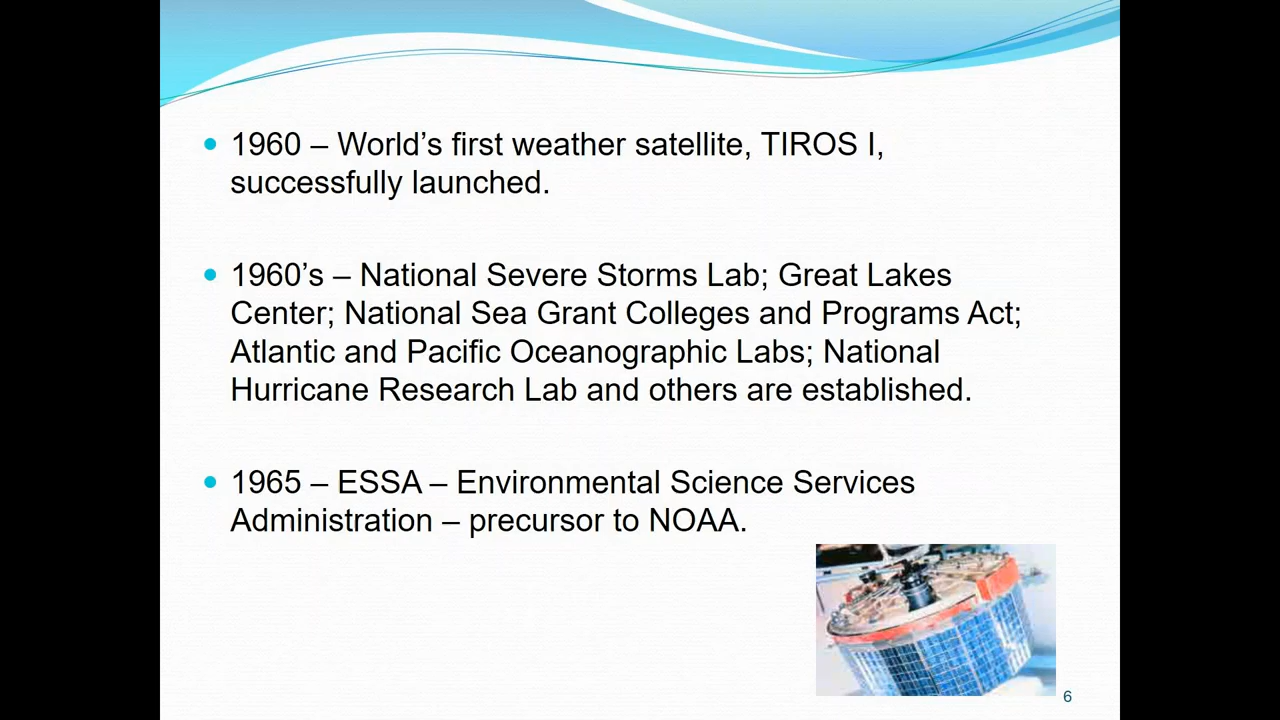 • 1960 – World’s first weather satellite, TIROS I,
successfully launched.
• 1960’s – National Severe Storms Lab; Great Lakes
Center; National Sea Grant Colleges and Programs Act;
Atlantic and Pacific Oceanographic Labs; National
Hurricane Research Lab and others are established.
• 1965 – ESSA – Environmental Science Services
Administration – precursor to NOAA.
6